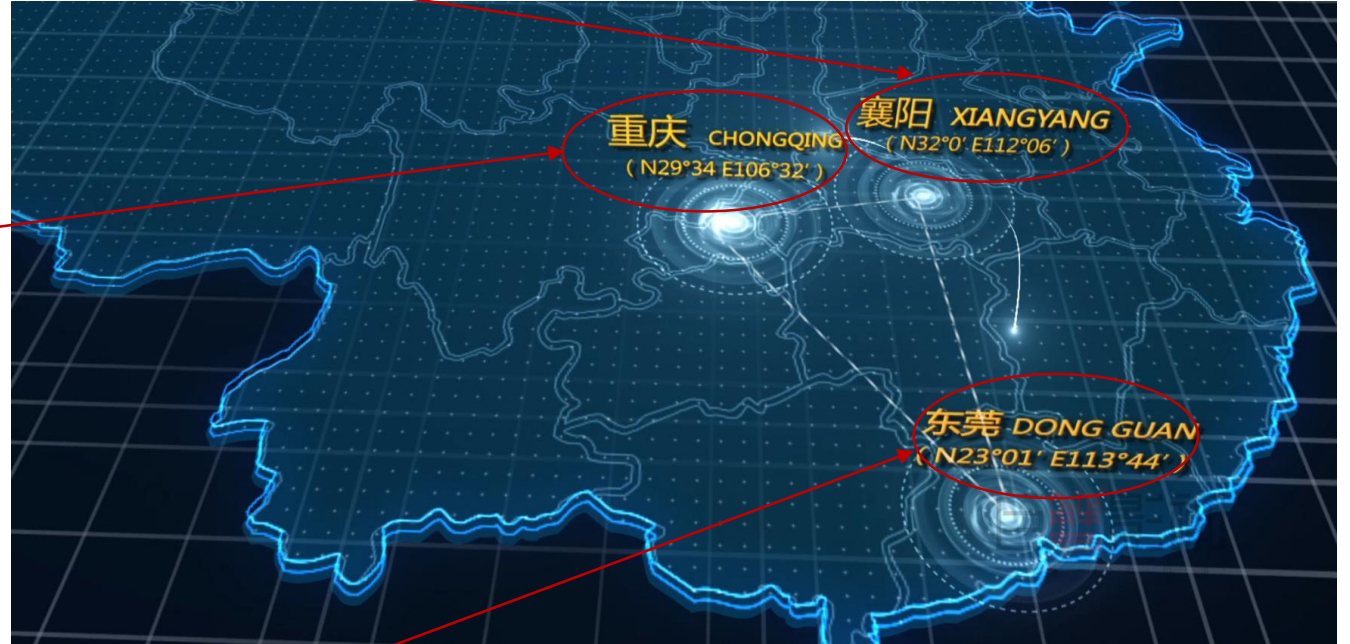 襄阳 XIANGYANG
( N32°0′ E112°06′ )
重庆 CHONGQING
( N29°34 E106°32′ )
东莞 DONG GUAN
( N23°01′ E113°44′ )